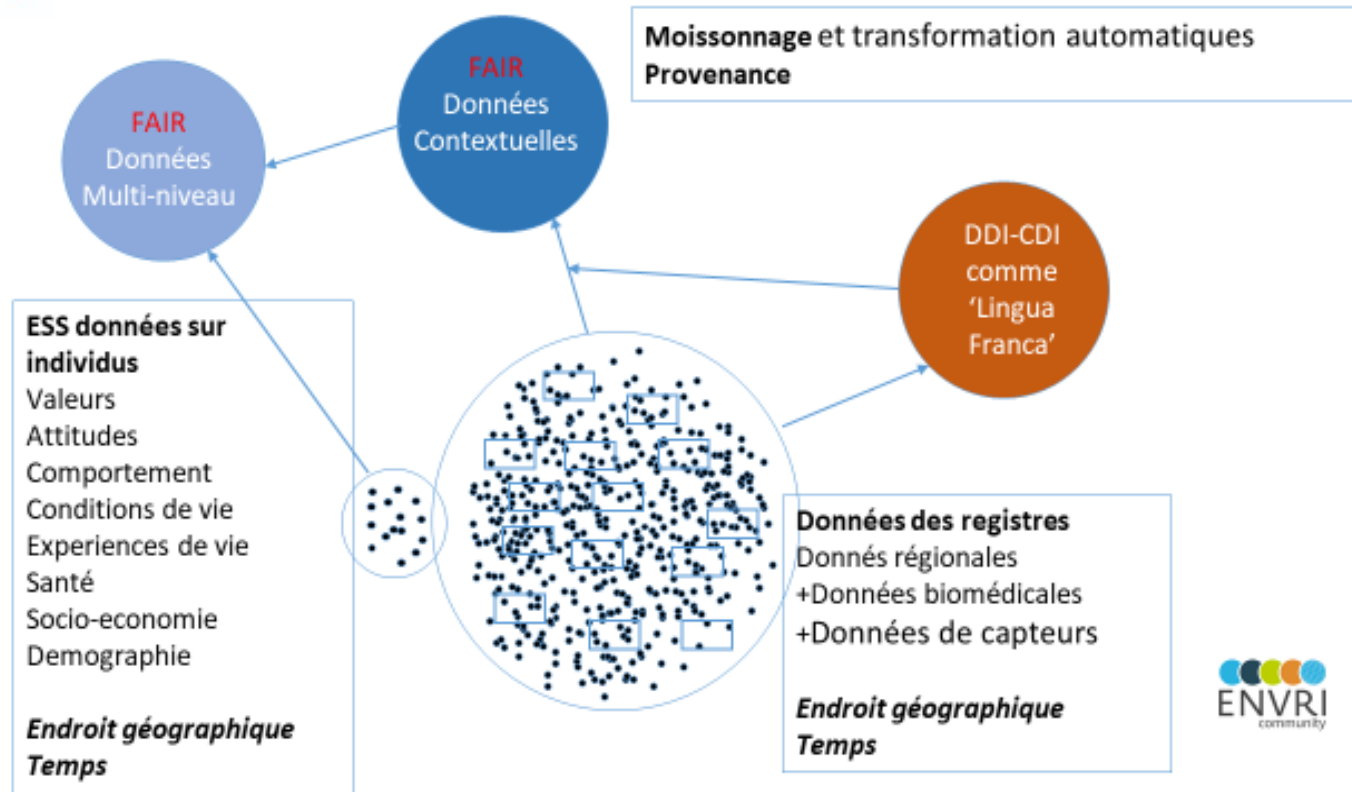 Moissonnage et transformation automatiques
Provenance
FAIR
Données
Contextuelles
FAIR
Données
Multi-niveau
DDI-CDI
comme
‘Lingua
Franca’
ESS données sur
individus
Valeurs
Attitudes
Comportement
Conditions de vie
Experiences de vie
Santé
Socio-economie
Demographie
Endroit géographique
Temps
Données des registres
Donnés régionales
+Données biomédicales
+Données de capteurs
Endroit géographique
Temps
ENVRI
community